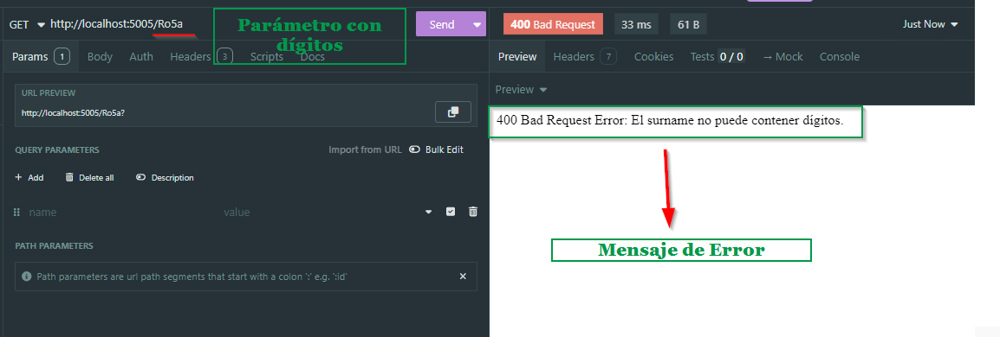 GET http://localhost:5005/Ro5a
Parámetro con
dígitos
Send
400 Bad Request 33 ms 61 B Just Now
Params 1 Body Auth Headers 3 Scripts Docs
Preview Headers 7 Cookies Tests 0 / 0 → Mock Console
Preview
URL PREVIEW
http://localhost:5005/Ro5a?
400 Bad Request Error: El surname no puede contener dígitos.
QUERY PARAMETERS Import from URL Bulk Edit
+ Add Delete all Description
name value
Mensaje de Error
PATH PARAMETERS
Path parameters are url path segments that start with a colon ':' e.g. ':id'